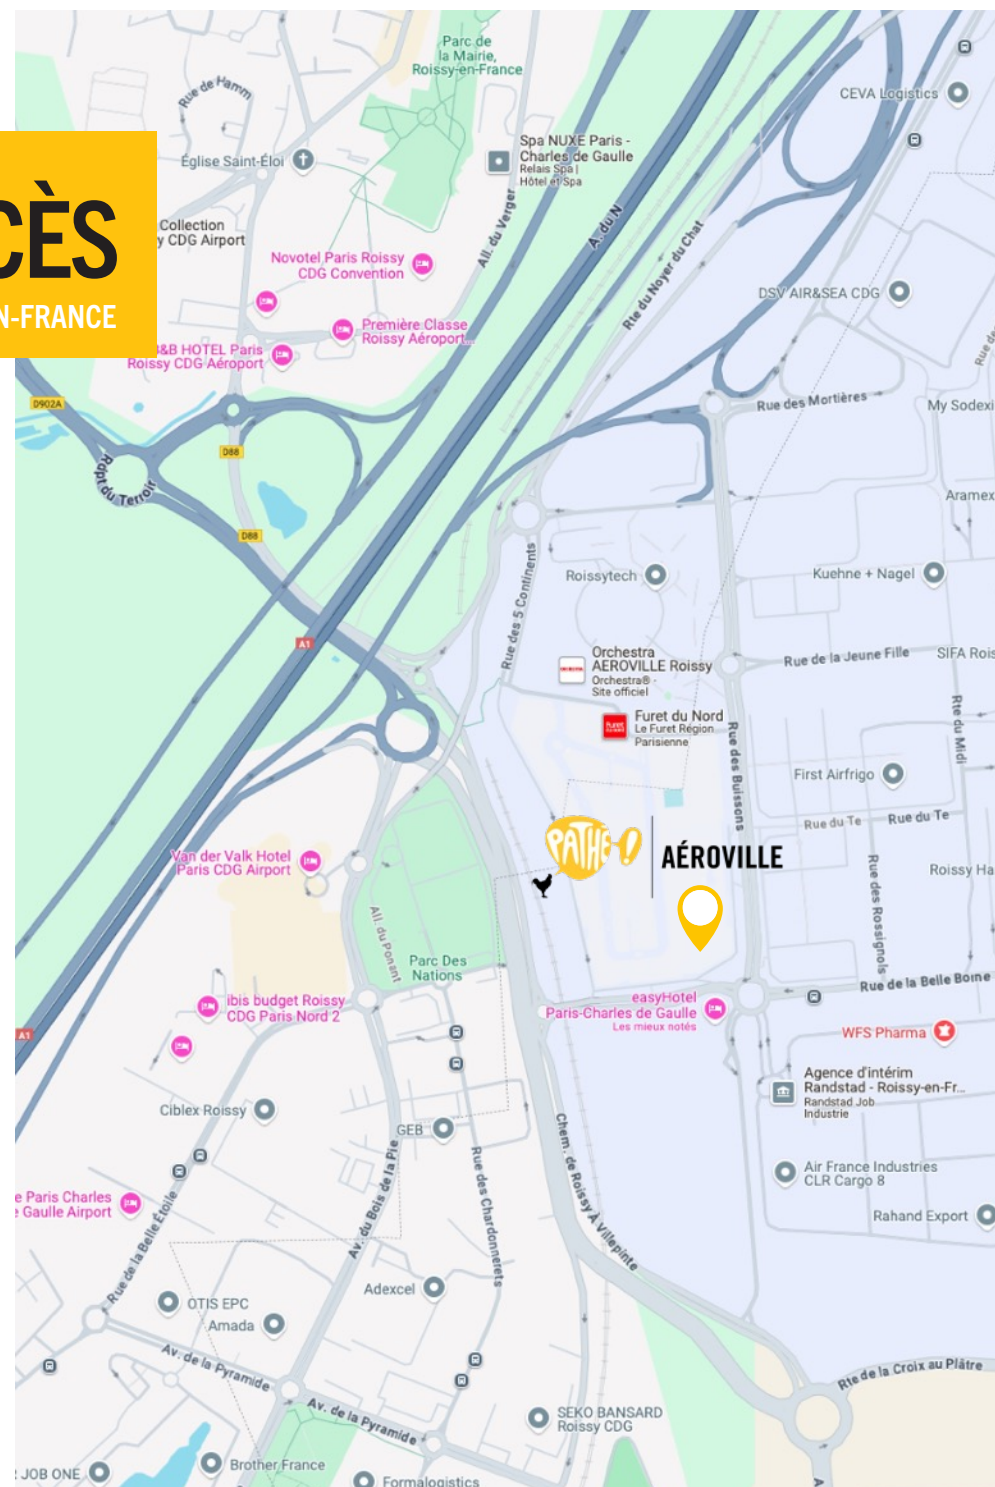 CÈS
N-FRANCE
Parc de
la Mairie,
Roissy-en-France
Rue de Hamm
CEVA Logistics
Église Saint-Éloi
Spa NUXE Paris -
Charles de Gaulle
Relais Spa |
Hôtel et Spa
All. du Verger
A. du N
Rte du Noyer du Chat
Collection
y CDG Airport
Novotel Paris Roissy
CDG Convention
DSV AIR&SEA CDG
Première Classe
Roissy Aéroport...
&B HOTEL Paris
Roissy CDG Aéroport
Rue de
D902A
Rue des Mortières
My Sodexi
D88
Rdpt du Terroir
Aramex
D88
Roissytech
Kuehne + Nagel
Rue des 5 Continents
A1
Orchestra
AEROVILLE Roissy
Orchestra® -
Site officiel
Rue de la Jeune Fille
SIFA Rois
Furet du Nord
Le Furet Région
Parisienne
Rue des Buissons
Rte du Midi
First Airfrigo
Rue du Te
Rue du Te
PATHÉ!
AÉROVILLE
Van der Valk Hotel
Paris CDG Airport
Roissy Ha
All. du Ponant
Rue des Rossignols
Parc Des
Nations
Rue de la Belle Borne
ibis budget Roissy
CDG Paris Nord 2
easyHotel
Paris-Charles de Gaulle
Les mieux notés
A1
WFS Pharma
Agence d'intérim
Randstad - Roissy-en-Fr...
Randstad Job
Industrie
Ciblex Roissy
GEB
Chem. de Roissy À Villepinte
Rue des Chardonnerets
Av. du Bois de la Pie
Air France Industries
CLR Cargo 8
e Paris Charles
e Gaulle Airport
Rue de la Belle Étoile
Rahand Export
Adexcel
OTIS EPC
Amada
Av. de la Pyramide
Rte de la Croix au Plâtre
Av. de la Pyramide
SEKO BANSARD
Roissy CDG
JOB ONE
Brother France
Formalogistics
A